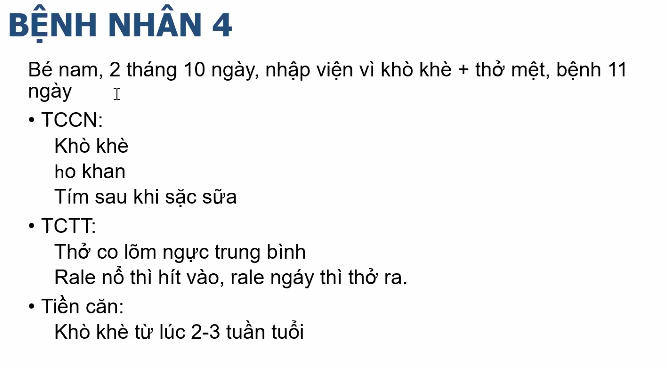 BỆNH NHÂN 4
Bé nam, 2 tháng 10 ngày, nhập viện vì khò khè + thở mệt, bệnh 11
ngày
• TCCN:
Khò khè
ho khan
Tím sau khi sặc sữa
• TCTT:
Thở co lõm ngực trung bình
Rale nổ thì hít vào, rale ngáy thì thở ra.
• Tiền căn:
Khò khè từ lúc 2-3 tuần tuổi